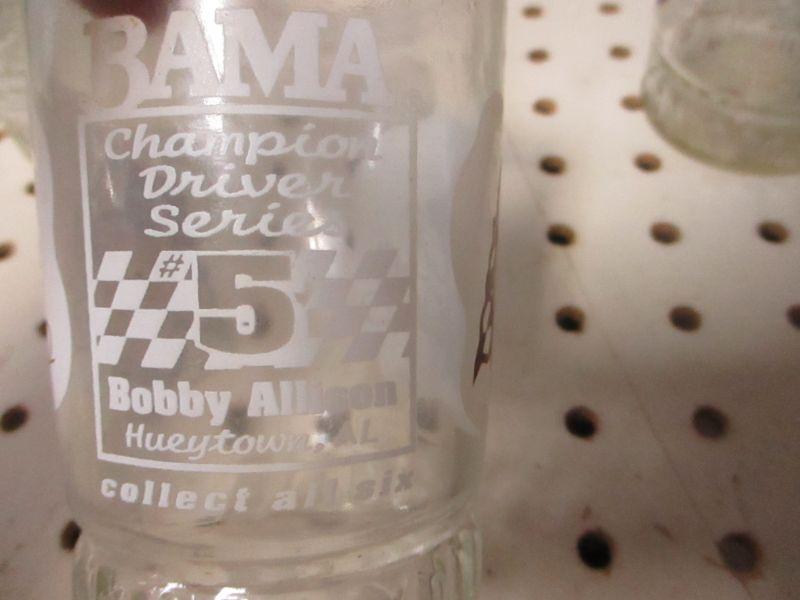 BAMA
Champion
Driver
Series
#5
Bobby Allison
Hueytown, AL
collect all six